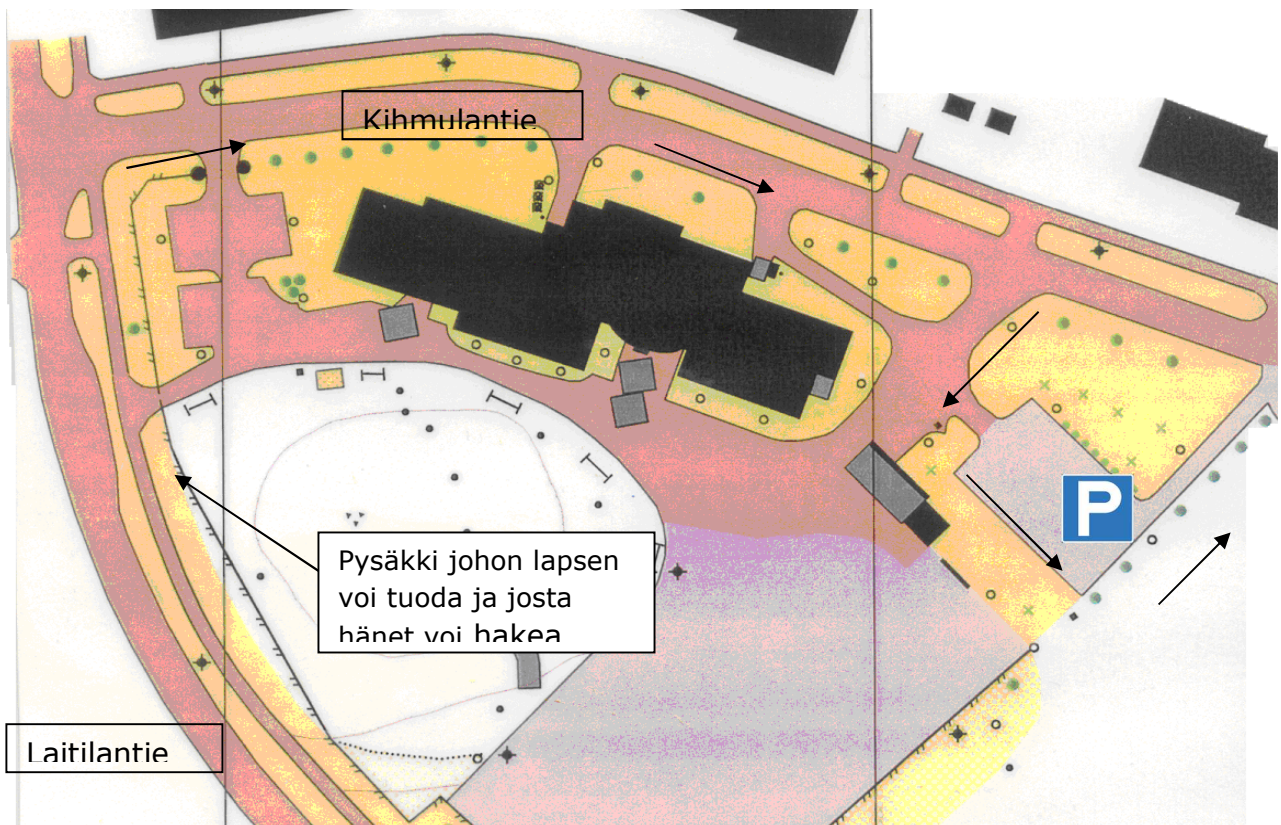 Kihmulantie
P
Pysäkki johon lapsen
voi tuoda ja josta
hänet voi hakea
Laitilantie